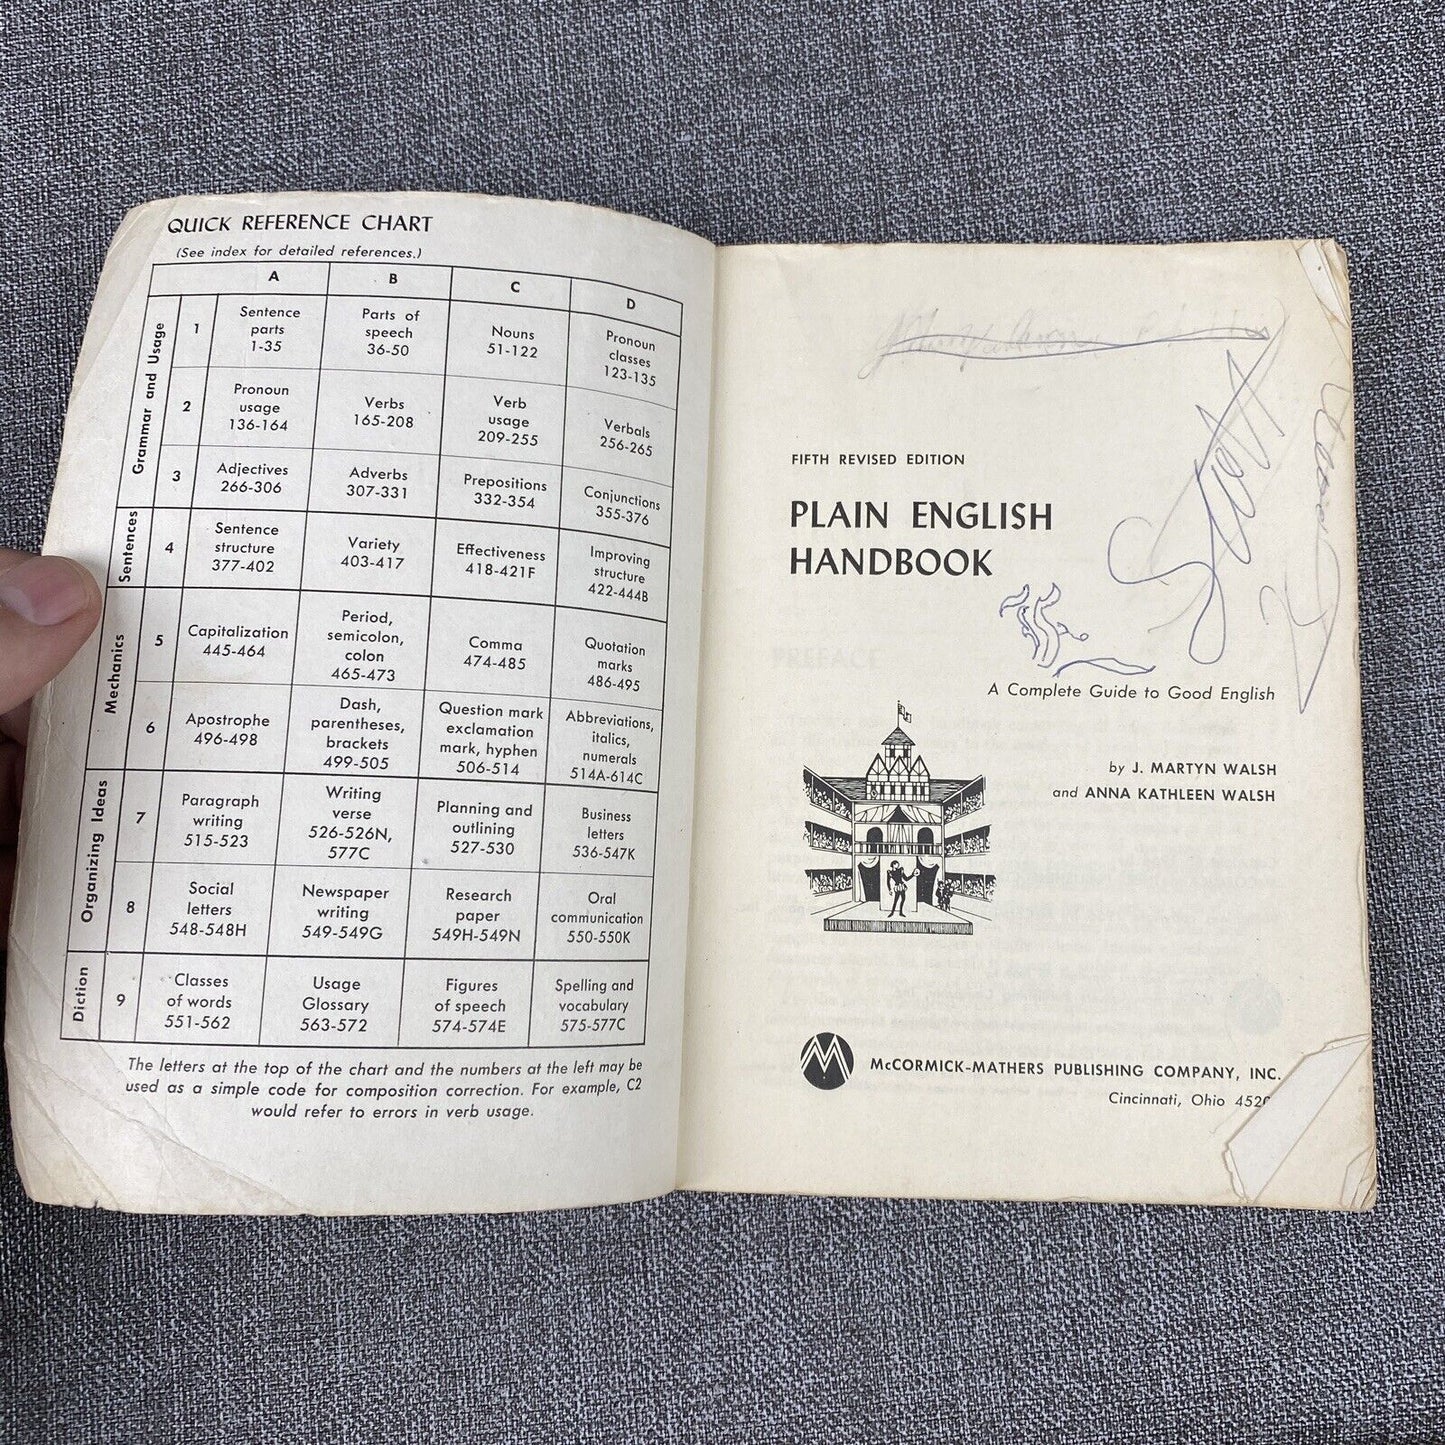 QUICK REFERENCE CHART
(See index for detailed references.)
A B C D
Grammar and Usage
1
Sentence
parts
1-35
Parts of
speech
36-50
Nouns
51-122
Pronoun
classes
123-135
2
Pronoun
usage
136-164
Verbs
165-208
Verb
usage
209-255
Verbals
256-265
3
Adjectives
266-306
Adverbs
307-331
Prepositions
332-354
Conjunctions
355-376
Sentences
4
Sentence
structure
377-402
Variety
403-417
Effectiveness
418-421F
Improving
structure
422-444B
Mechanics
5
Capitalization
445-464
Period,
semicolon,
colon
465-473
Comma
474-485
Quotation
marks
486-495
6
Apostrophe
496-498
Dash,
parentheses,
brackets
499-505
Question mark
exclamation
mark, hyphen
506-514
Abbreviations,
italics,
numerals
514A-614C
Organizing Ideas
7
Paragraph
writing
515-523
Writing
verse
526-526N,
577C
Planning and
outlining
527-530
Business
letters
536-547K
8
Social
letters
548-548H
Newspaper
writing
549-549G
Research
paper
549H-549N
Oral
communication
550-550K
Diction
9
Classes
of words
551-562
Usage
Glossary
563-572
Figures
of speech
574-574E
Spelling and
vocabulary
575-577C
The letters at the top of the chart and the numbers at the left may be
used as a simple code for composition correction. For example, C2
would refer to errors in verb usage.
Scott
FIFTH REVISED EDITION
PLAIN ENGLISH
HANDBOOK
PREFACE
A Complete Guide to Good English
by J. MARTYN WALSH
and ANNA KATHLEEN WALSH
McCORMICK-MATHERS PUBLISHING COMPANY, INC.
Cincinnati, Ohio 4520